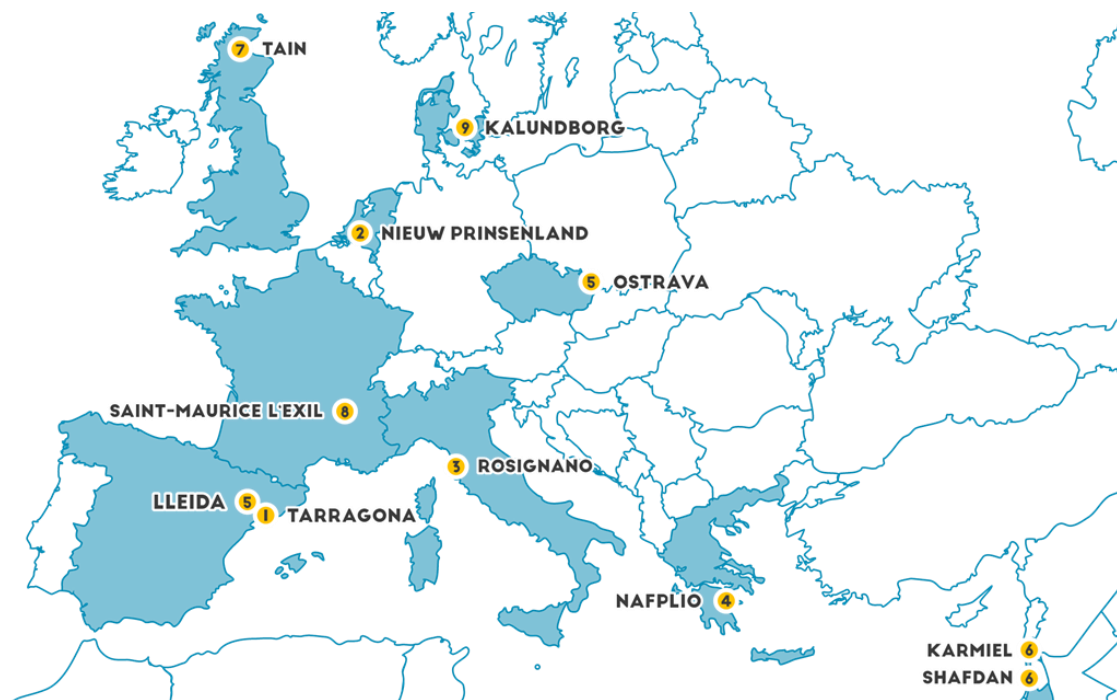 7 TAIN
9 KALUNDBORG
2 NIEUW PRINSENLAND
5 OSTRAVA
SAINT-MAURICE L'EXIL 8
3 ROSIGNANO
LLEIDA 5
1 TARRAGONA
NAFPLIO 4
KARMIEL 6
SHAFDAN 6